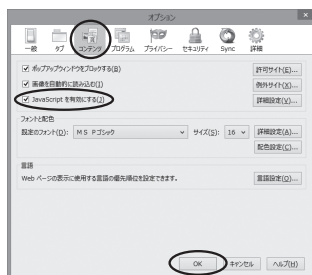 オプション
一般 タブ コンテンツ プログラム プライバシー セキュリティ Sync 詳細
ポップアップウィンドウをブロックする(B) 許可サイト(E)...
画像を自動的に読み込む(I) 例外サイト(X)...
JavaScript を有効にする(J) 詳細設定(V)...
フォントと配色
既定のフォント(D): ＭＳ Ｐゴシック サイズ(S): 16 詳細設定(A)...
配色設定(C)...
言語
Web ページの表示に使用する言語の優先順位を設定できます。 言語設定(O)...
OK キャンセル ヘルプ(H)